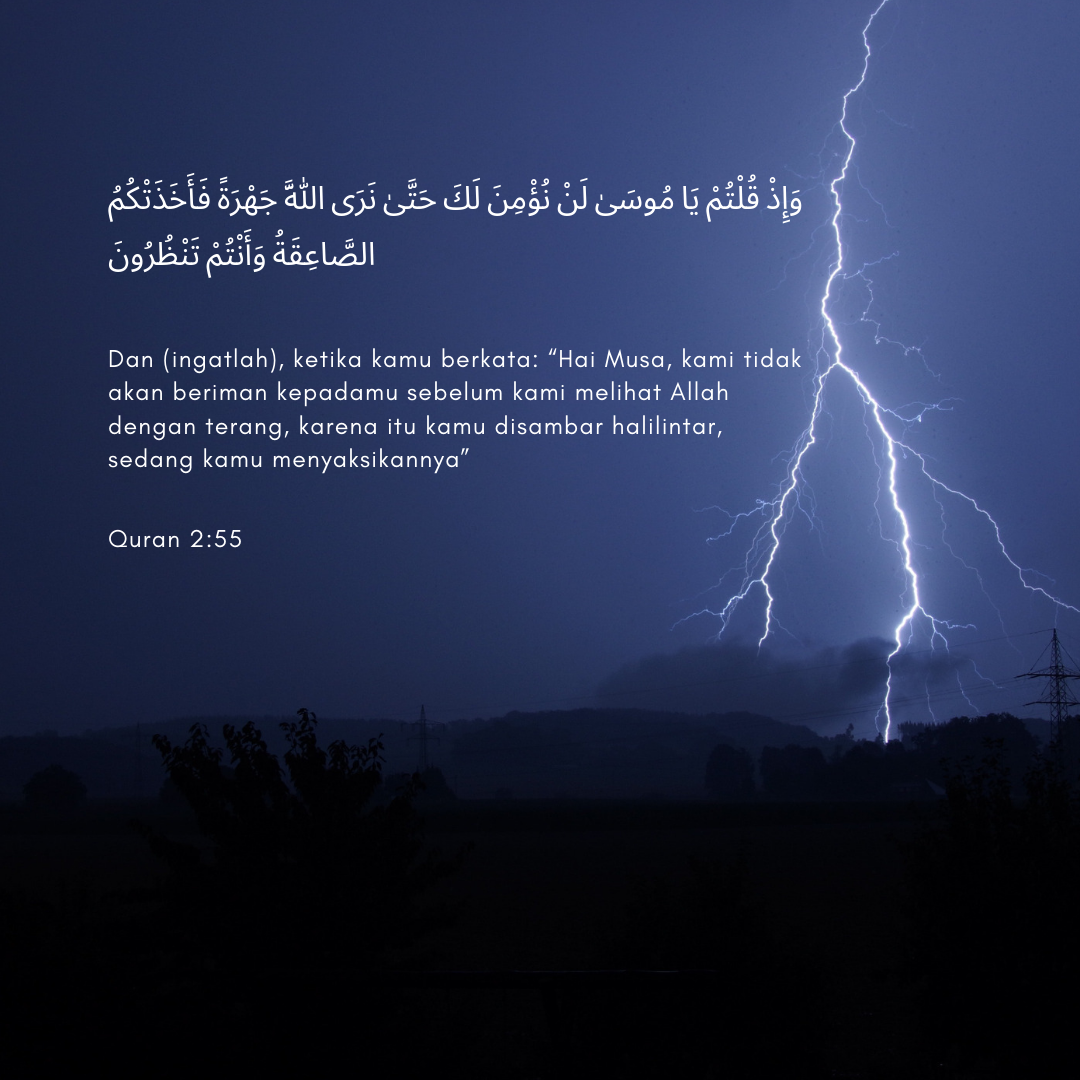 وَإِذْ قُلْتُمْ يَا مُوسَىٰ لَنْ نُؤْمِنَ لَكَ حَتَّىٰ نَرَى اللَّهَ جَهْرَةً فَأَخَذَتْكُمُ
الصَّاعِقَةُ وَأَنْتُمْ تَنْظُرُونَ
Dan (ingatlah), ketika kamu berkata: “Hai Musa, kami tidak
akan beriman kepadamu sebelum kami melihat Allah
dengan terang, karena itu kamu disambar halilintar,
sedang kamu menyaksikannya”
Quran 2:55